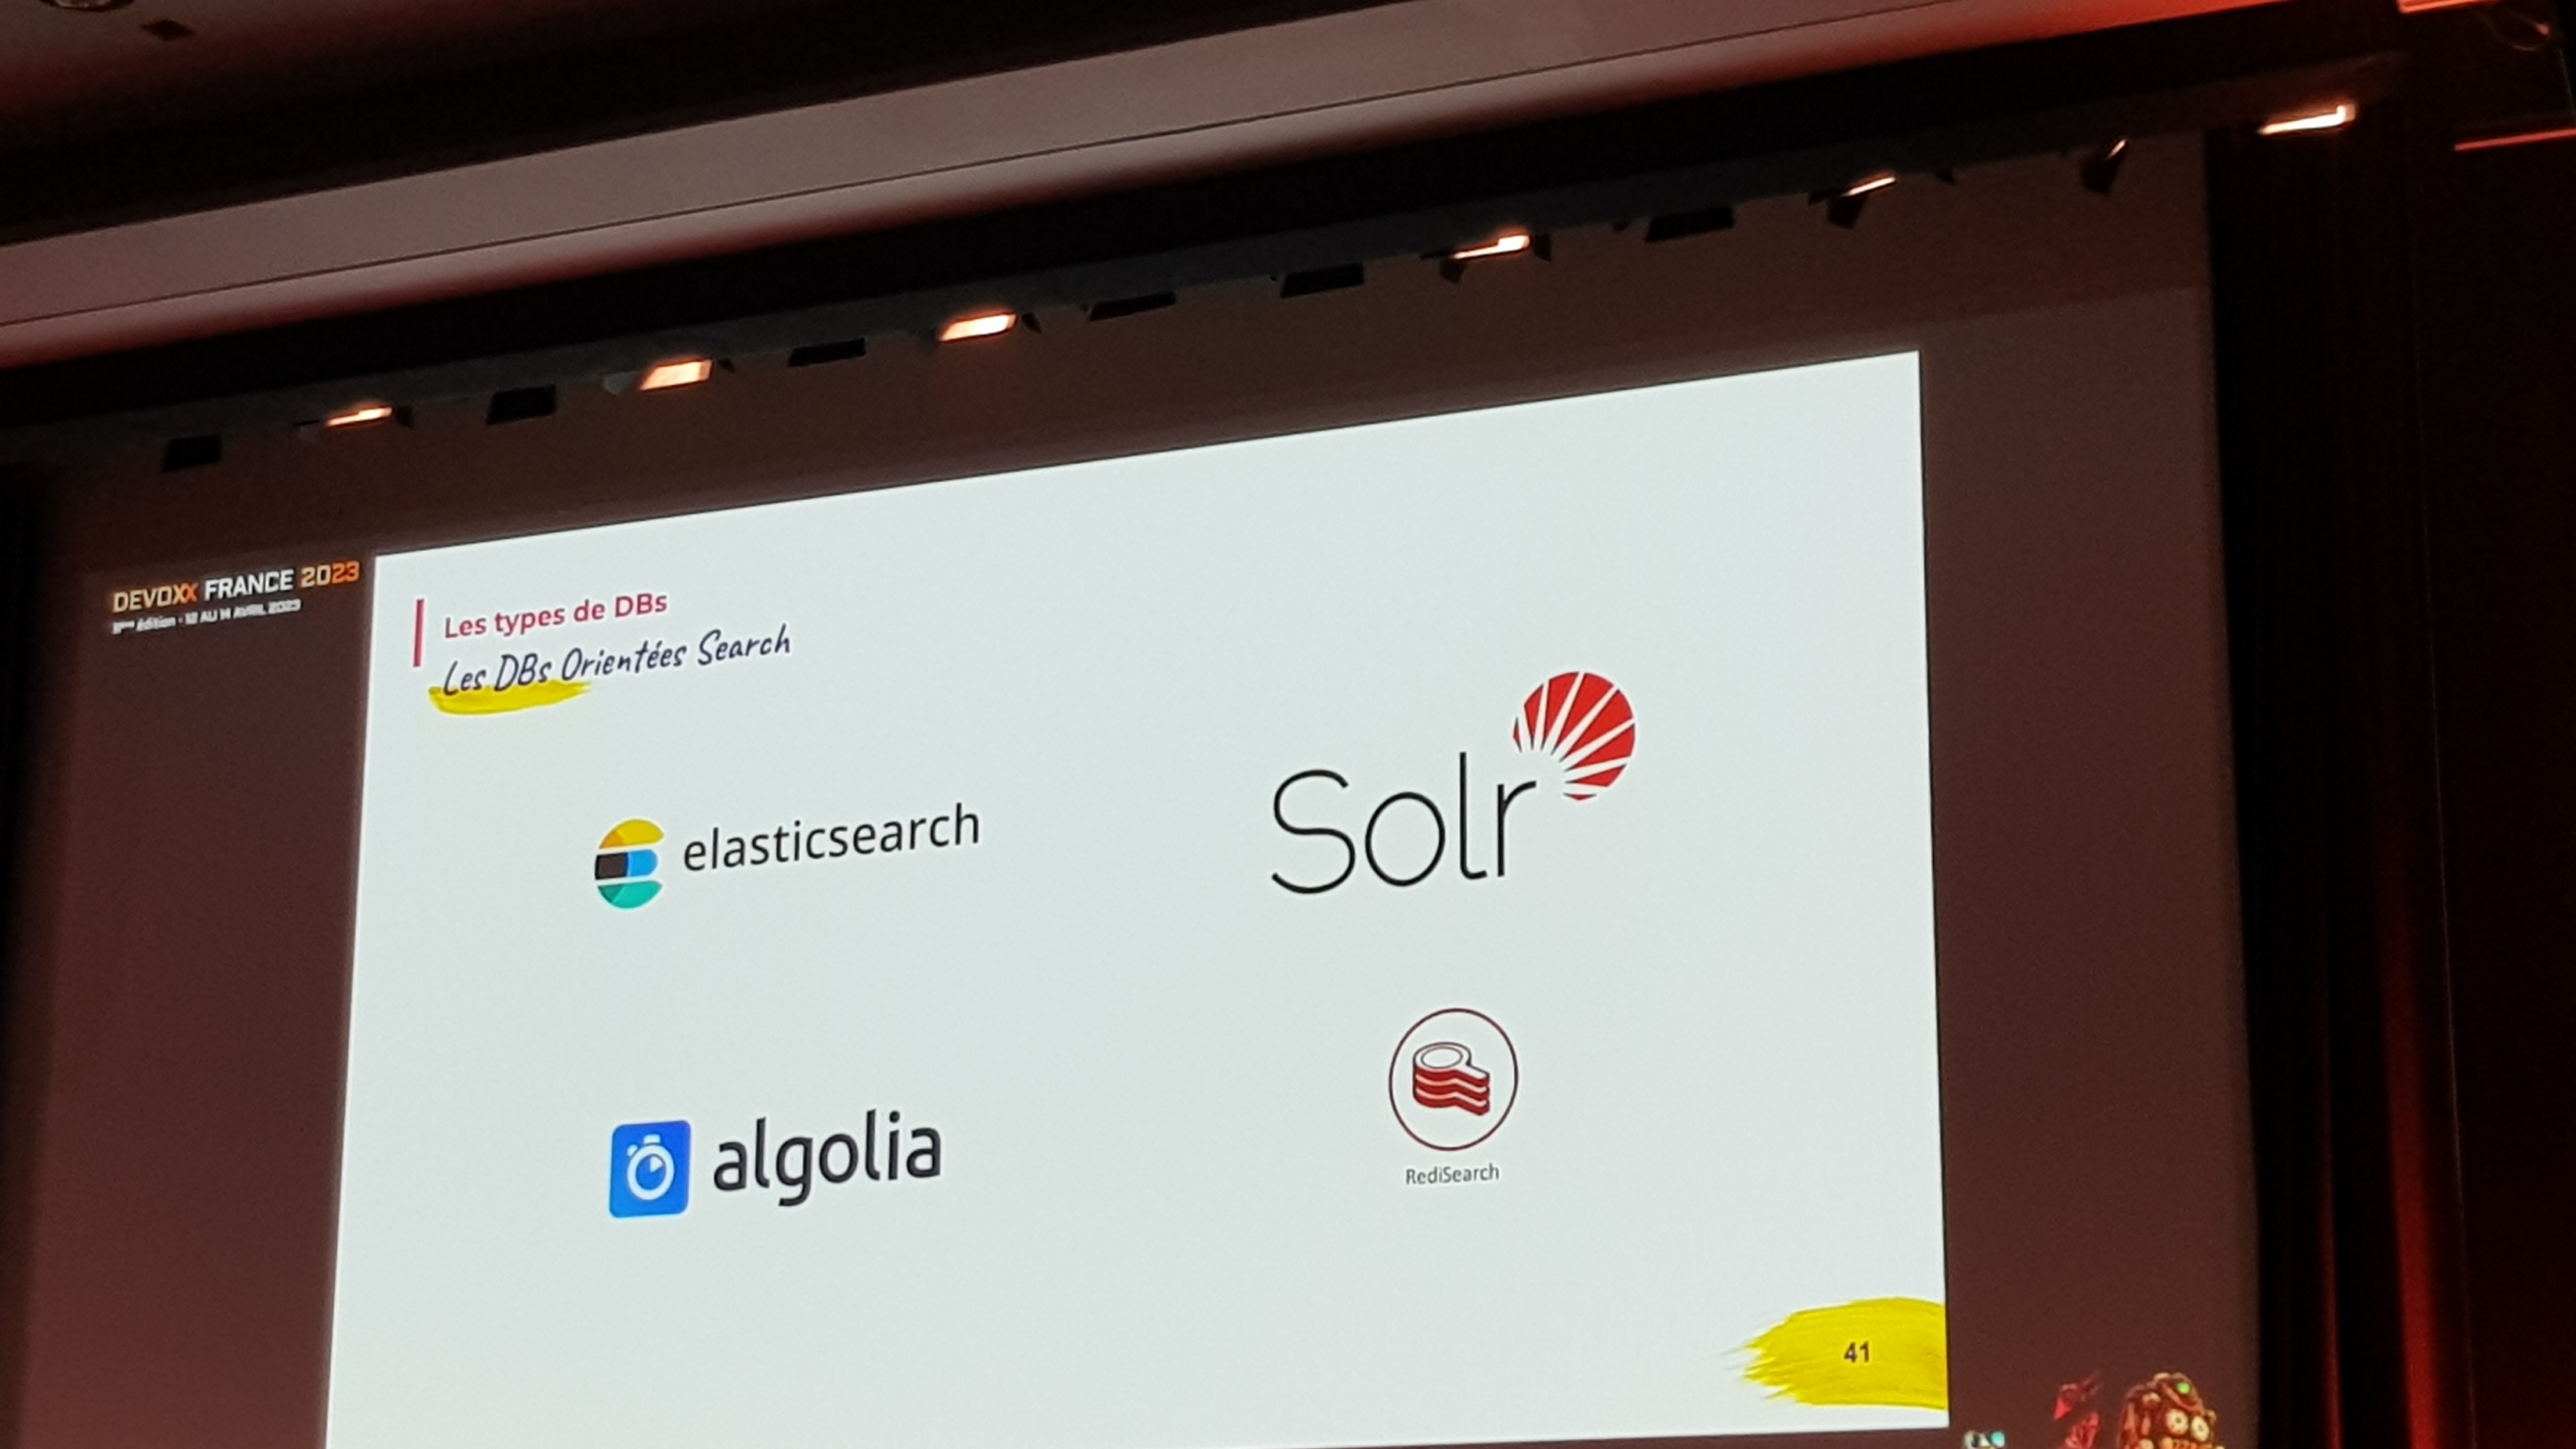 DEVOXX FRANCE 2023
11ème édition - 12 AU 14 AVRIL 2023
Les types de DBs
Les DBs Orientées Search
elasticsearch
Solr
algolia
RediSearch
41